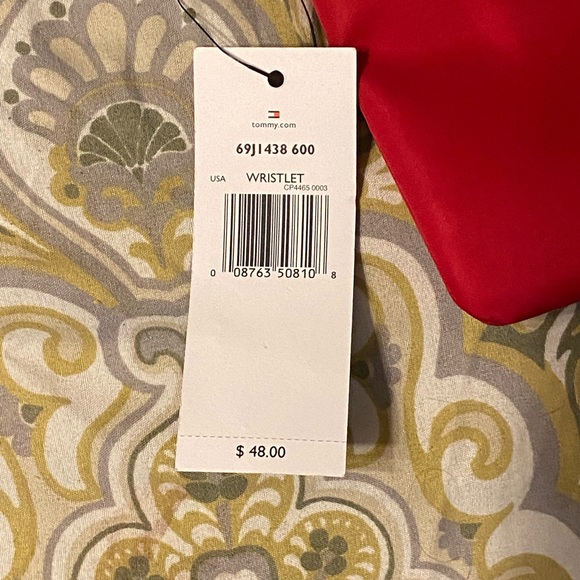 tommy.com
69J1438 600
USA WRISTLET
CP4465 0003
0 08763 50810 8
$ 48.00